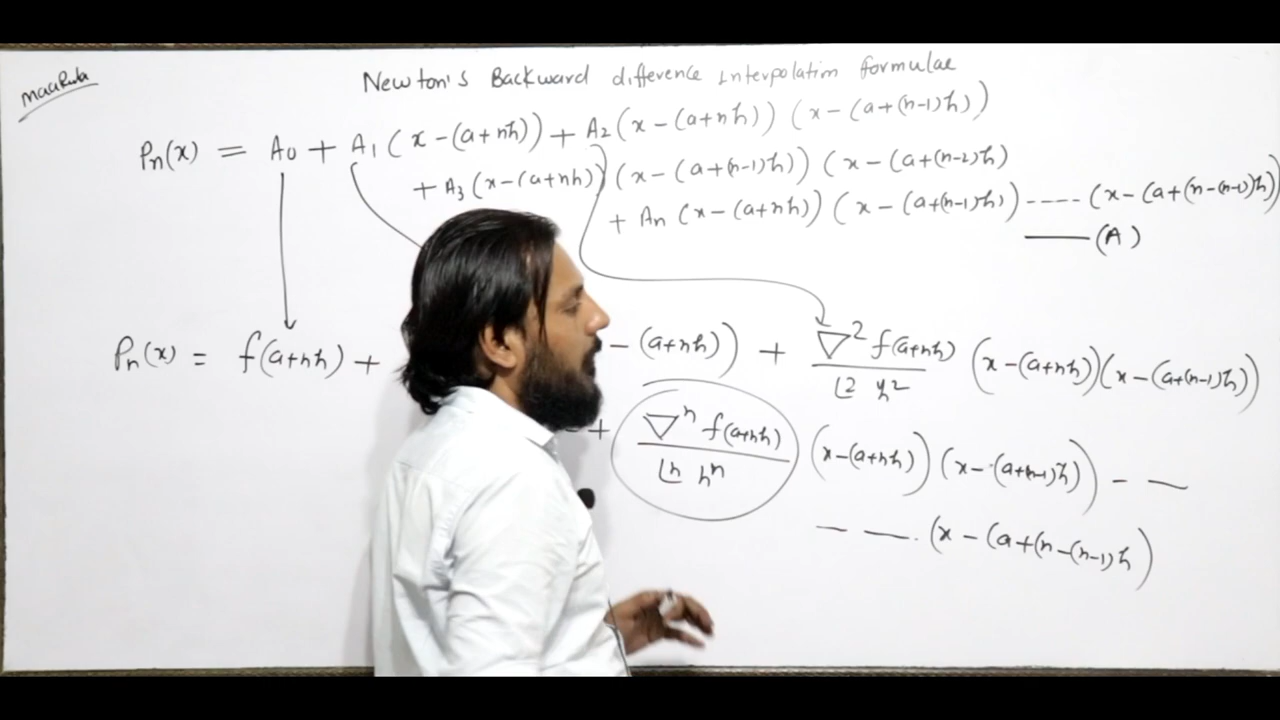 maaRula
Newton's Backward difference interpolation formulae
Pn(x) = A0 + A1 (x-(a+nh)) + A2 (x-(a+nh)) (x-(a+(n-1)h))
+ A3 (x-(a+nh)) (x-(a+(n-1)h)) (x-(a+(n-2)h)
+ An (x-(a+nh)) (x-(a+(n-1)h) ---- (x-(a+(n-(n-1))h))
—(A)
Pn(x) = f(a+nh) + -(a+nh)) + ∇² f(a+nh) / ⌊2 h² (x-(a+nh))(x-(a+(n-1)h))
+ ∇ⁿ f(a+nh) / ⌊n hⁿ (x-(a+nh)) (x-(a+(n-1)h)) - —
— —. (x-(a+(n-(n-1)h)